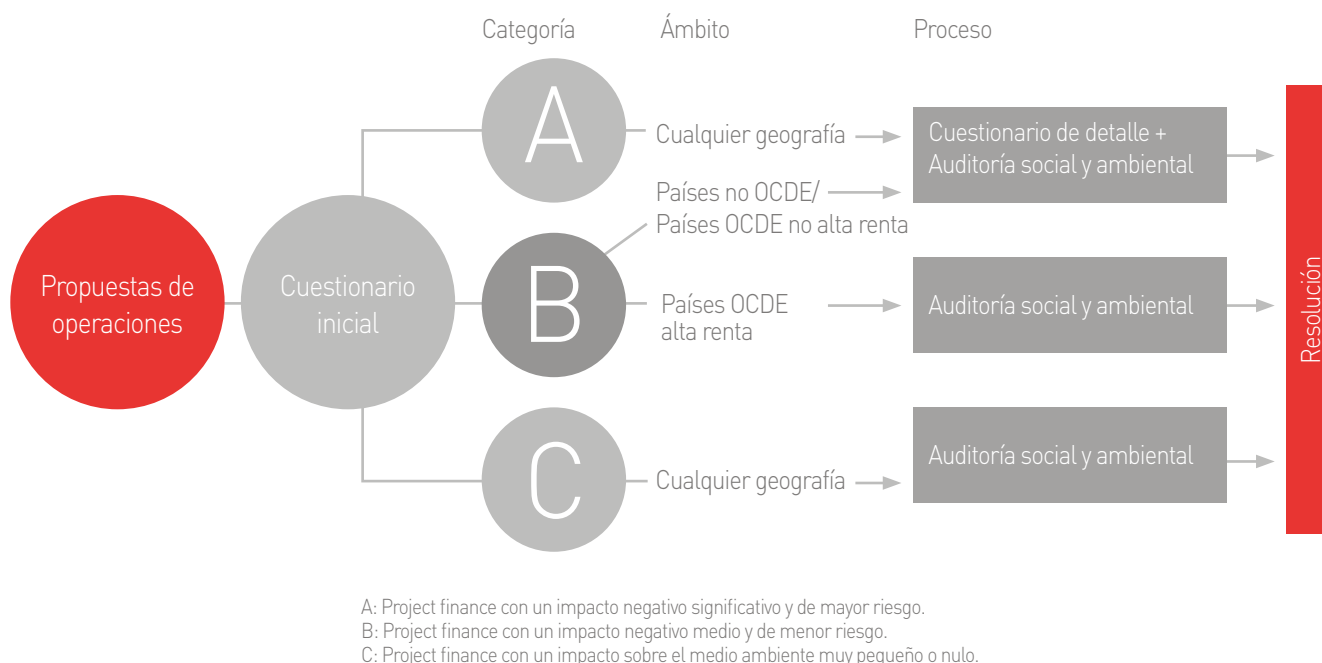 Categoría
Ámbito
Proceso
Propuestas de
operaciones
Cuestionario
inicial
A
Cualquier geografía
Cuestionario de detalle +
Auditoría social y ambiental
B
Países no OCDE/
Países OCDE no alta renta
Países OCDE
alta renta
Auditoría social y ambiental
C
Cualquier geografía
Auditoría social y ambiental
Resolución
A: Project finance con un impacto negativo significativo y de mayor riesgo.
B: Project finance con un impacto negativo medio y de menor riesgo.
C: Project finance con un impacto sobre el medio ambiente muy pequeño o nulo.